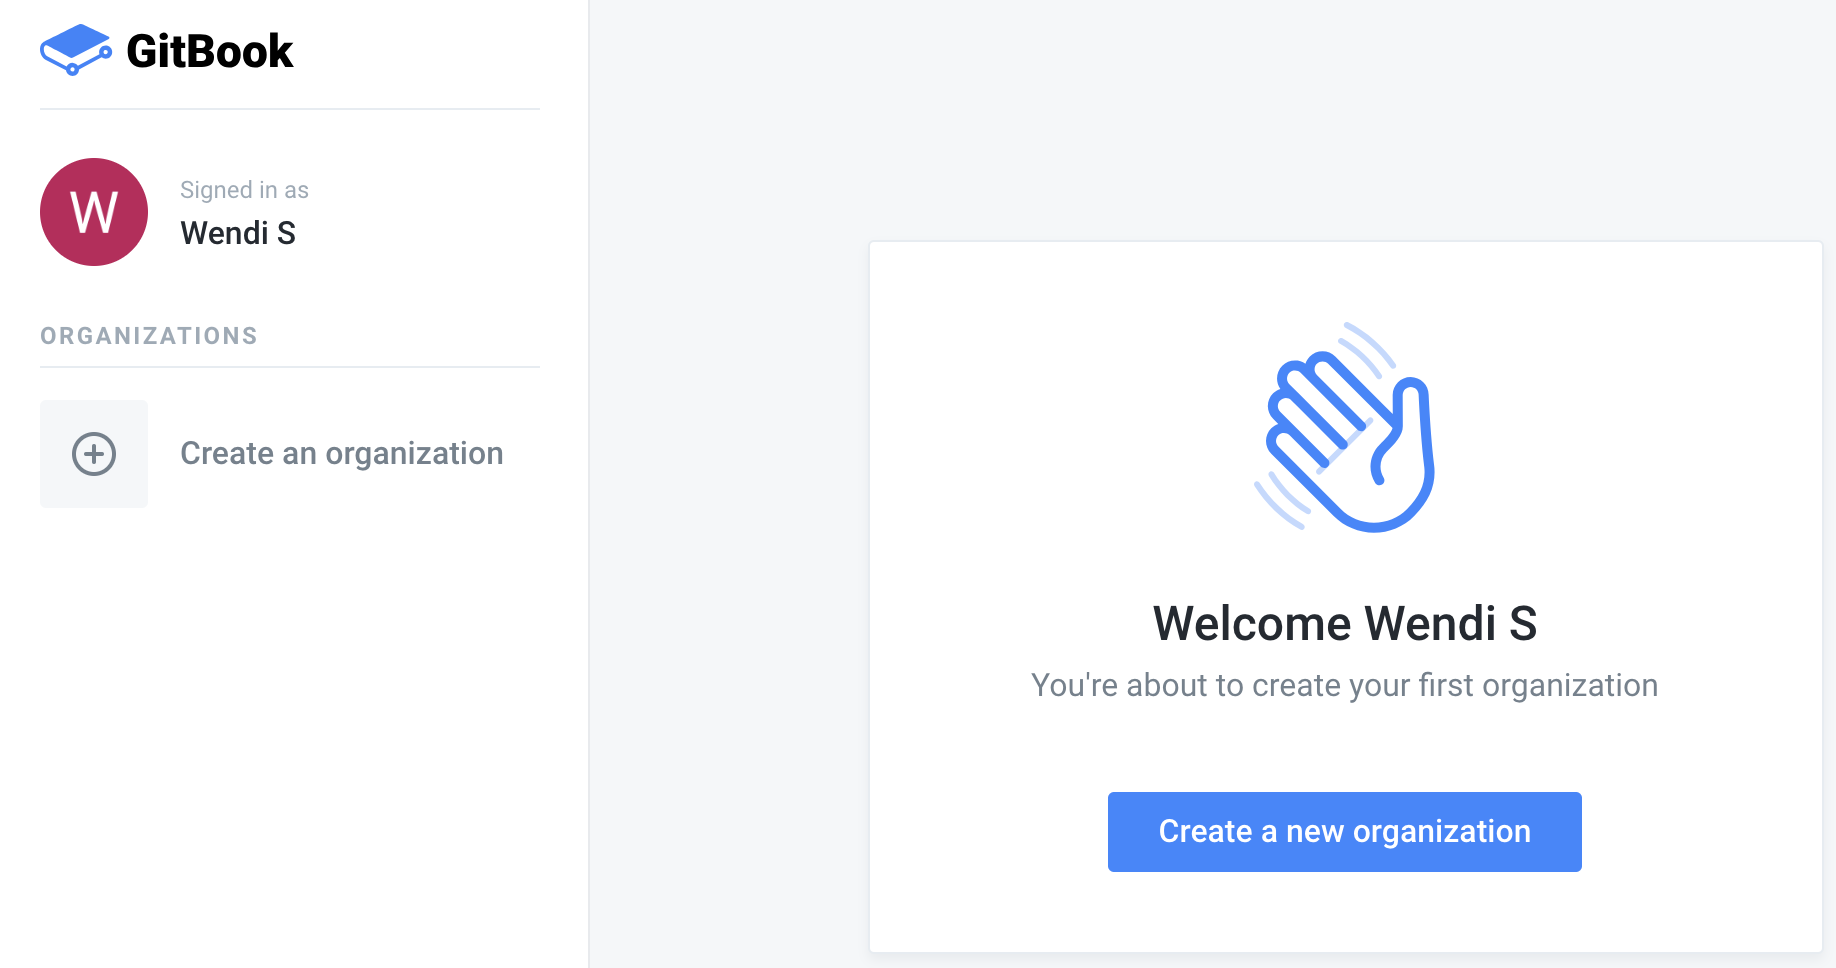 GitBook
W
Signed in as
Wendi S
ORGANIZATIONS
Create an organization
Welcome Wendi S
You're about to create your first organization
Create a new organization